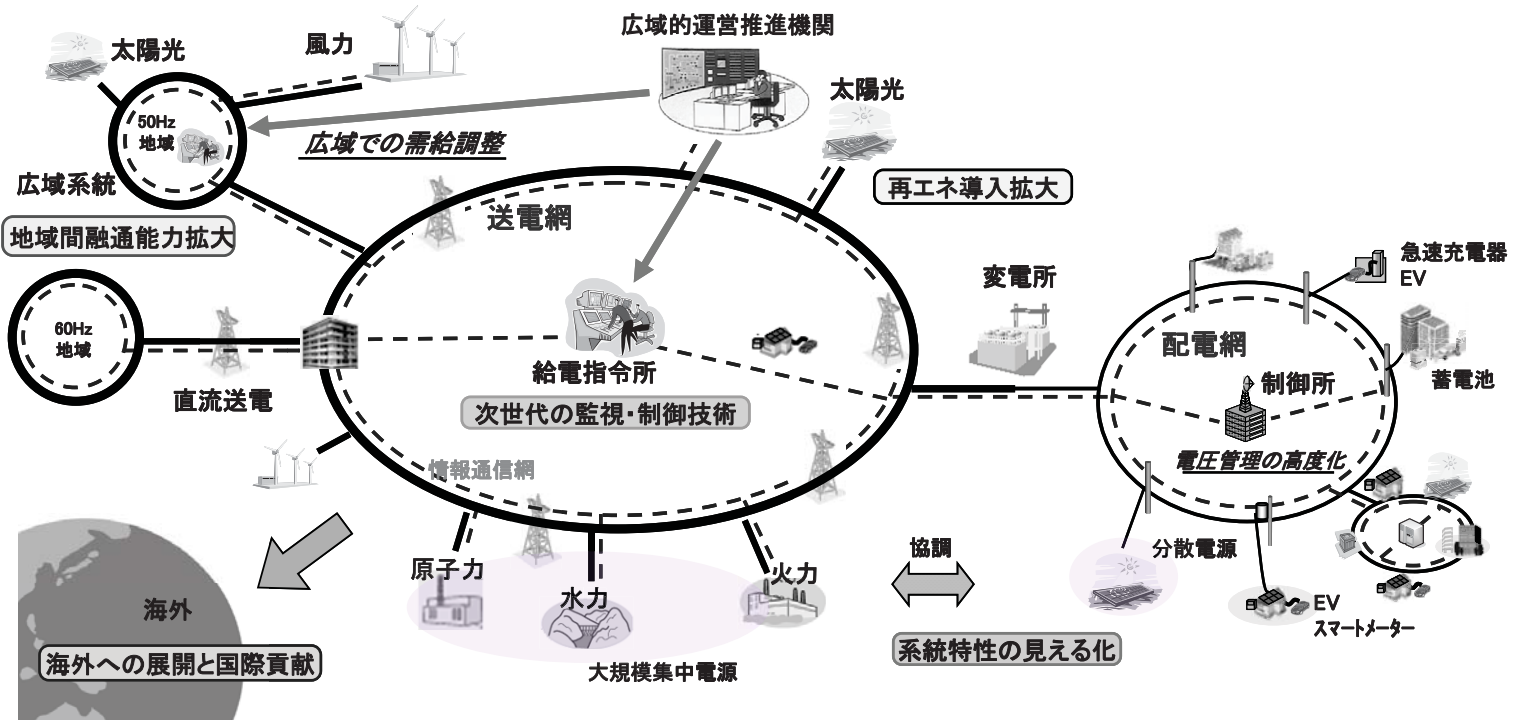 広域的運営推進機関
太陽光
風力
太陽光
50Hz
地域
広域での需給調整
広域系統
再エネ導入拡大
送電網
地域間融通能力拡大
急速充電器
EV
変電所
60Hz
地域
配電網
給電指令所
制御所
蓄電池
直流送電
次世代の監視・制御技術
情報通信網
電圧管理の高度化
協調
分散電源
原子力
水力
火力
海外
EV
スマートメーター
海外への展開と国際貢献
系統特性の見える化
大規模集中電源